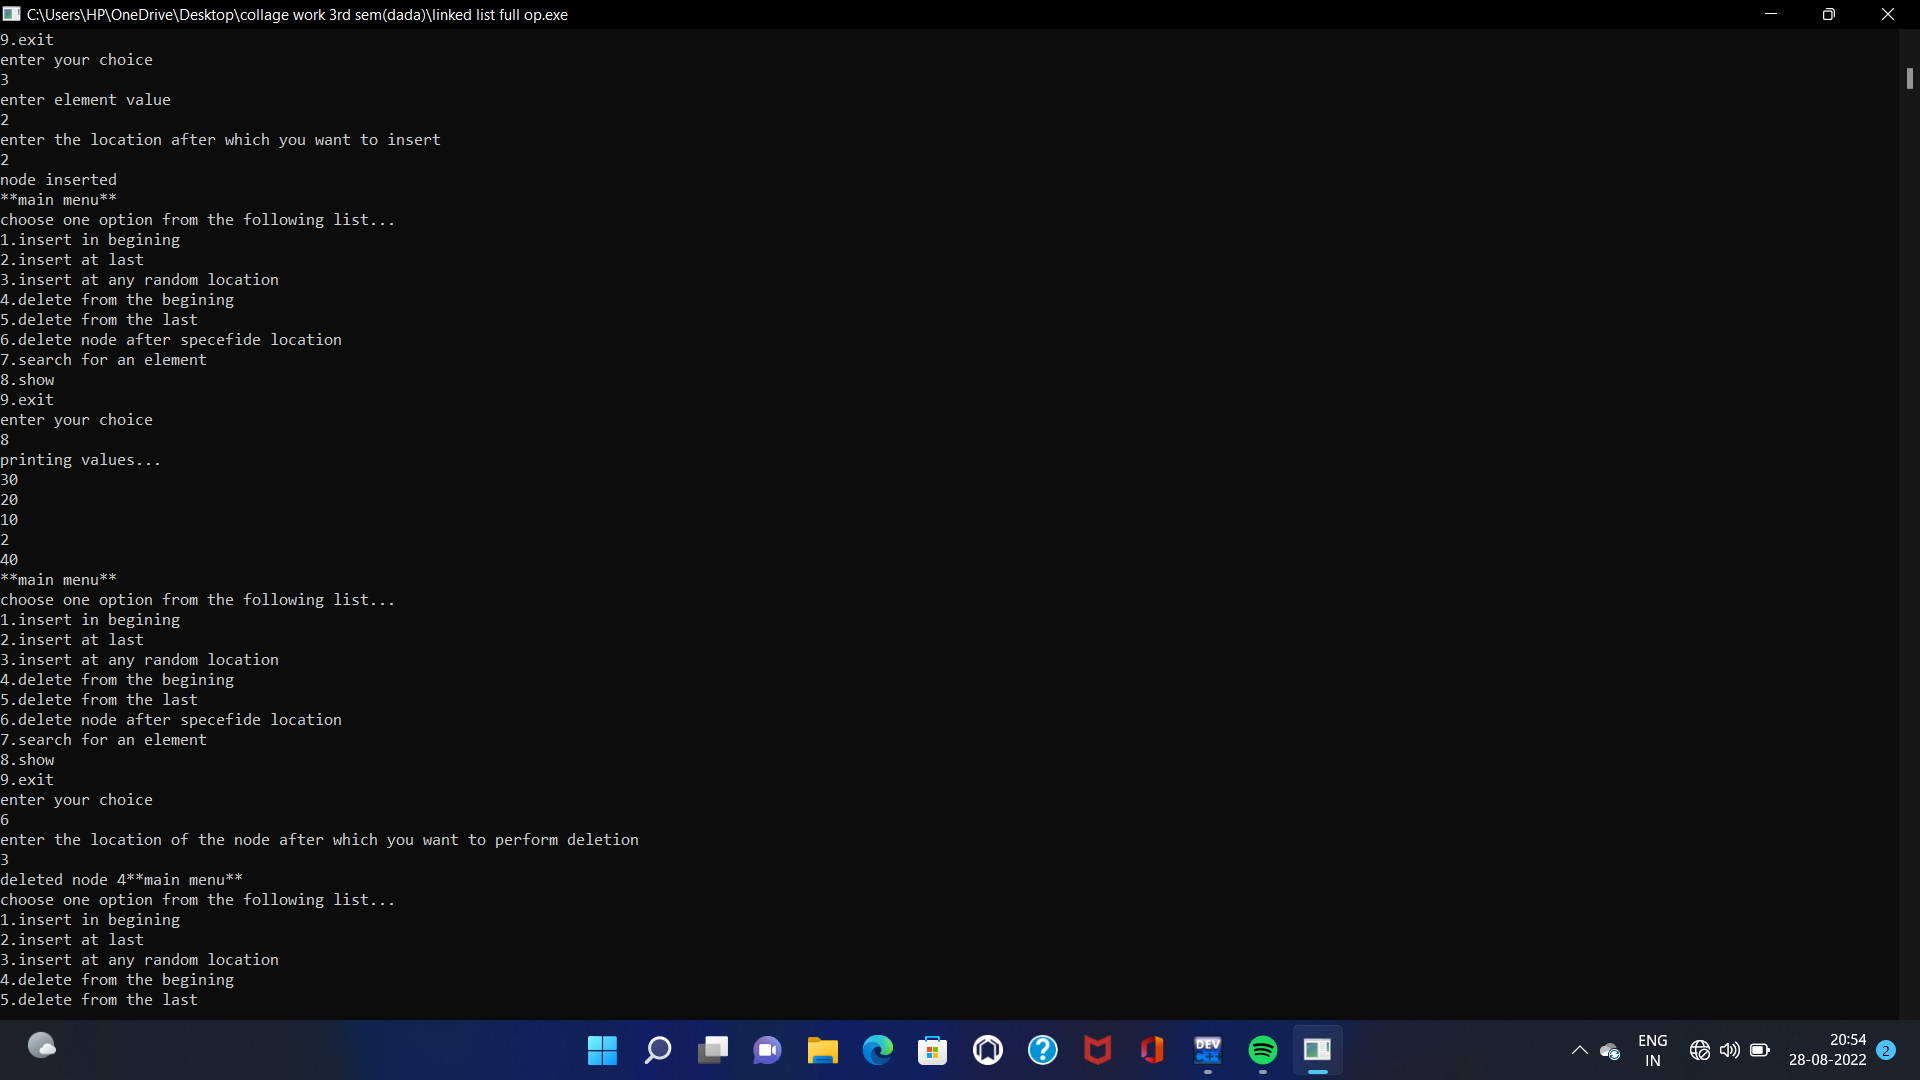 C:\Users\HP\OneDrive\Desktop\collage work 3rd sem(dada)\linked list full op.exe
9.exit
enter your choice
3
enter element value
2
enter the location after which you want to insert
2
node inserted
**main menu**
choose one option from the following list...
1.insert in begining
2.insert at last
3.insert at any random location
4.delete from the begining
5.delete from the last
6.delete node after specefide location
7.search for an element
8.show
9.exit
enter your choice
8
printing values...
30
20
10
2
40
**main menu**
choose one option from the following list...
1.insert in begining
2.insert at last
3.insert at any random location
4.delete from the begining
5.delete from the last
6.delete node after specefide location
7.search for an element
8.show
9.exit
enter your choice
6
enter the location of the node after which you want to perform deletion
3
deleted node 4**main menu**
choose one option from the following list...
1.insert in begining
2.insert at last
3.insert at any random location
4.delete from the begining
5.delete from the last
DEV
C++
ENG
IN
20:54
28-08-2022
2